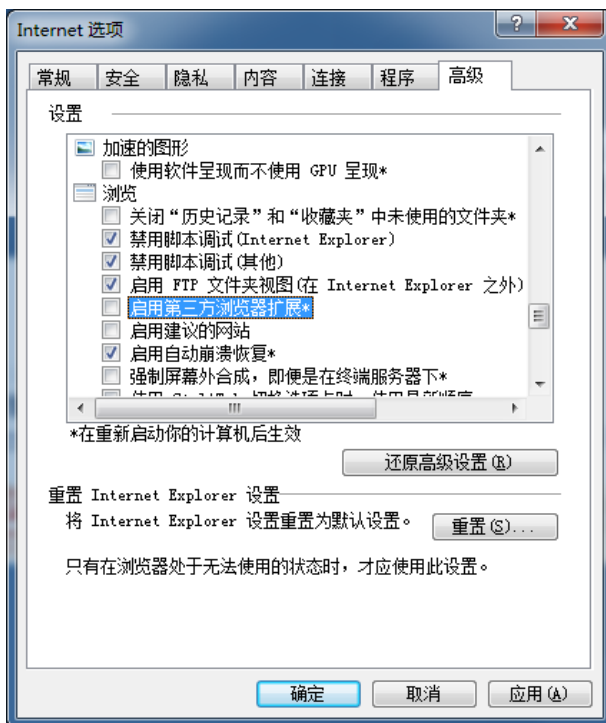 Internet 选项
常规 安全 隐私 内容 连接 程序 高级
设置
加速的图形
使用软件呈现而不使用 GPU 呈现*
浏览
关闭“历史记录”和“收藏夹”中未使用的文件夹*
禁用脚本调试(Internet Explorer)
禁用脚本调试(其他)
启用 FTP 文件夹视图(在 Internet Explorer 之外)
启用第三方浏览器扩展*
启用建议的网站
启用自动崩溃恢复*
强制屏幕外合成，即便是在终端服务器下*
*在重新启动你的计算机后生效
还原高级设置(R)
重置 Internet Explorer 设置
将 Internet Explorer 设置重置为默认设置。 重置(S)...
只有在浏览器处于无法使用的状态时，才应使用此设置。
确定 取消 应用(A)